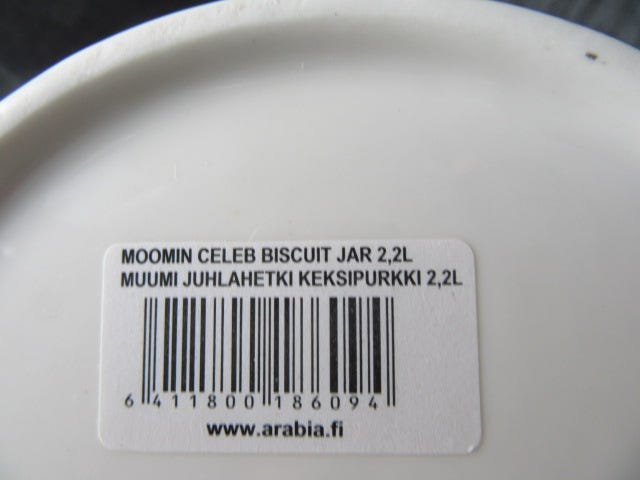 MOOMIN CELEB BISCUIT JAR 2,2L
MUUMI JUHLAHETKI KEKSIPURKKI 2,2L
6 411800 186094
www.arabia.fi